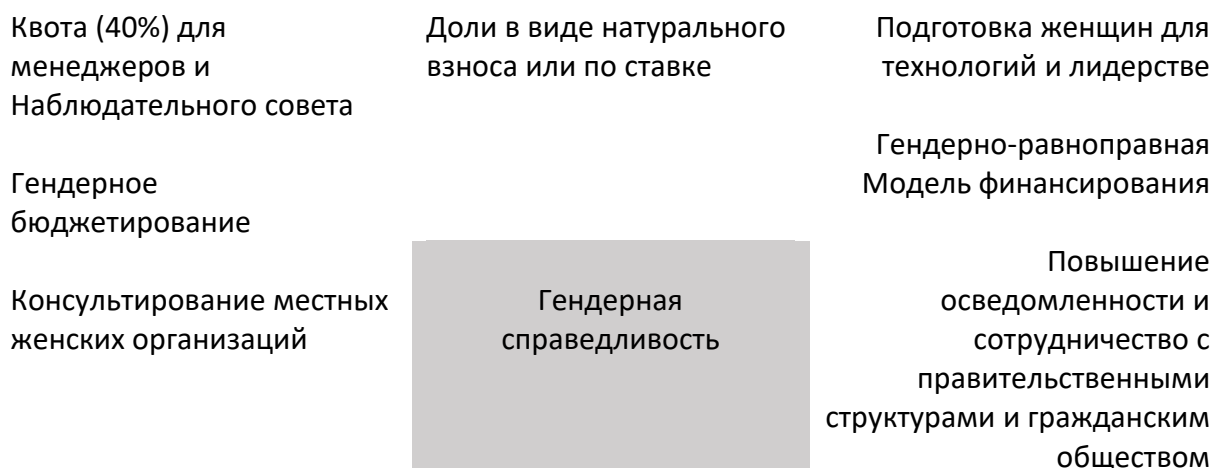 Квота (40%) для
менеджеров и
Наблюдательного совета
Гендерное
бюджетирование
Консультирование местных
женских организаций
Доли в виде натурального
взноса или по ставке
Гендерная
справедливость
Подготовка женщин для
технологий и лидерстве
Гендерно-равноправная
Модель финансирования
Повышение
осведомленности и
сотрудничество с
правительственными
структурами и гражданским
обществом